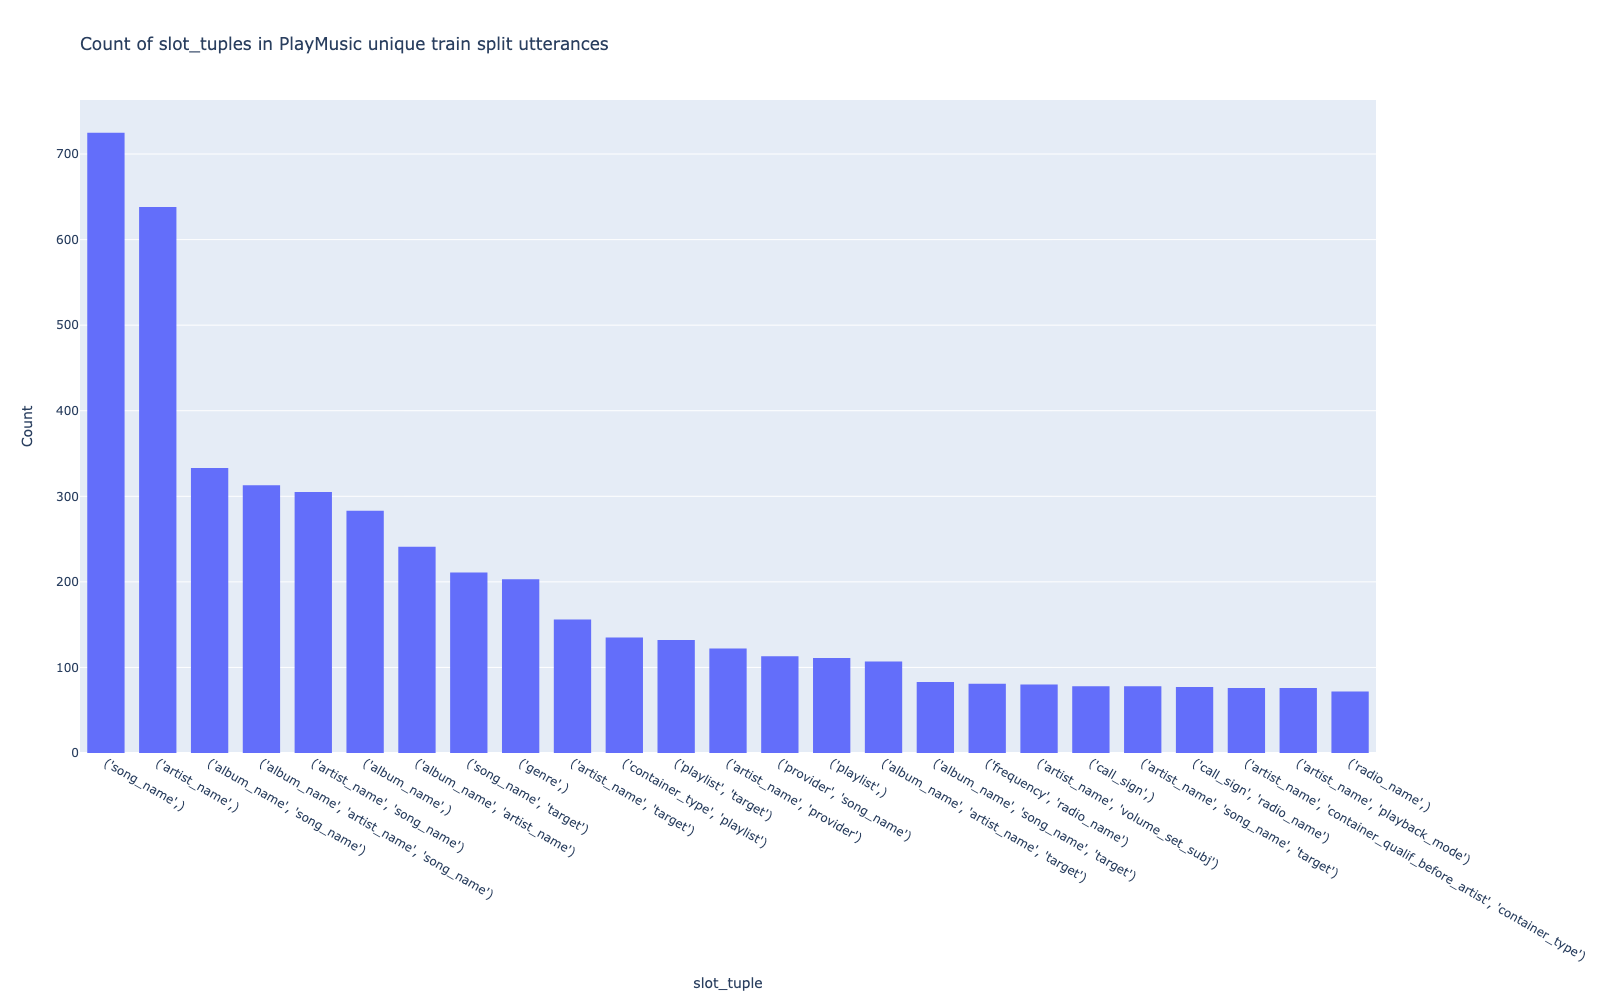 Count of slot_tuples in PlayMusic unique train split utterances
Count
700
600
500
400
300
200
100
0
('song_name',)
('artist_name',)
('album_name', 'song_name')
('album_name', 'artist_name', 'song_name')
('artist_name', 'song_name')
('album_name',)
('album_name', 'artist_name')
('song_name', 'target')
('genre',)
('artist_name', 'target')
('container_type', 'playlist')
('playlist', 'target')
('artist_name', 'provider')
('provider', 'song_name')
('playlist',)
('album_name', 'artist_name', 'target')
('album_name', 'song_name', 'target')
('frequency', 'radio_name')
('artist_name', 'volume_set_subj')
('call_sign',)
('artist_name', 'song_name', 'target')
('call_sign', 'radio_name')
('artist_name', 'container_qualif_before_artist', 'container_type')
('artist_name', 'playback_mode')
('radio_name',)
slot_tuple